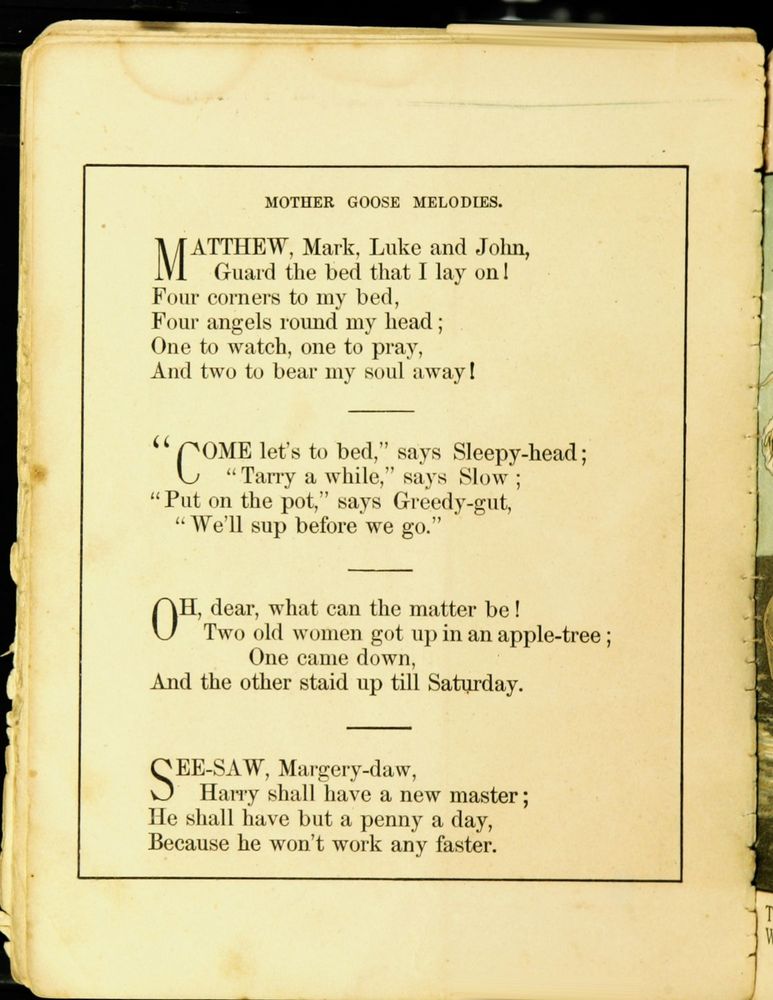 MOTHER GOOSE MELODIES.
MATTHEW, Mark, Luke and John,
Guard the bed that I lay on!
Four corners to my bed,
Four angels round my head;
One to watch, one to pray,
And two to bear my soul away!
"COME let's to bed," says Sleepy-head;
"Tarry a while," says Slow;
"Put on the pot," says Greedy-gut,
"We'll sup before we go."
OH, dear, what can the matter be!
Two old women got up in an apple-tree;
One came down,
And the other staid up till Saturday.
SEE-SAW, Margery-daw,
Harry shall have a new master;
He shall have but a penny a day,
Because he won't work any faster.